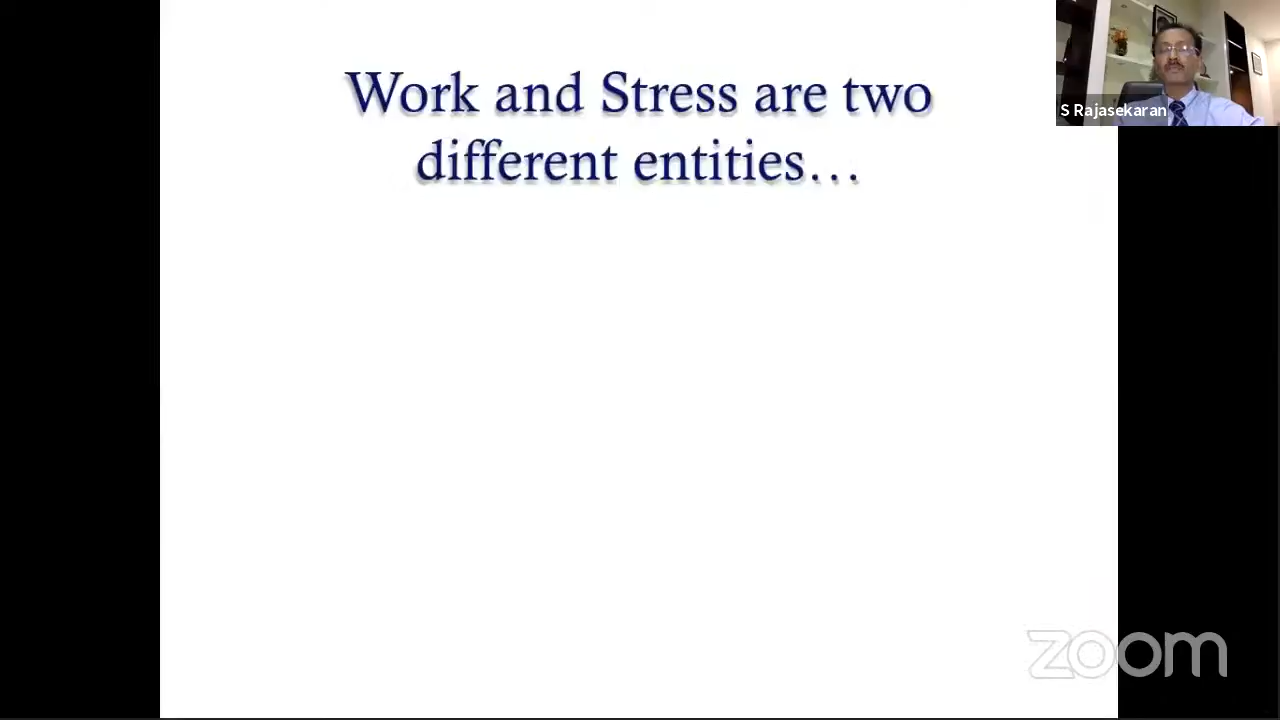 Work and Stress are two
different entities...
S Rajasekaran
zoom